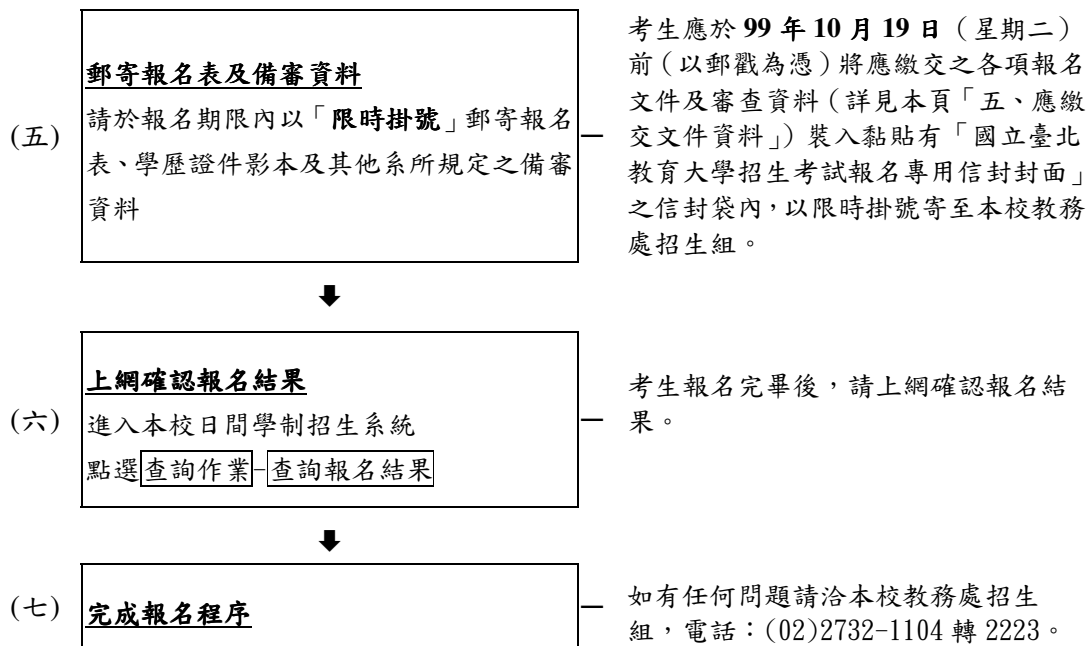 (五)
郵寄報名表及備審資料
請於報名期限內以「限時掛號」郵寄報名
表、學歷證件影本及其他系所規定之備審
資料
考生應於 99 年 10 月 19 日（星期二）
前（以郵戳為憑）將應繳交之各項報名
文件及審查資料（詳見本頁「五、應繳
交文件資料」）裝入黏貼有「國立臺北
教育大學招生考試報名專用信封封面」
之信封袋內，以限時掛號寄至本校教務
處招生組。
(六)
上網確認報名結果
進入本校日間學制招生系統
點選查詢作業-查詢報名結果
考生報名完畢後，請上網確認報名結
果。
(七)
完成報名程序
如有任何問題請洽本校教務處招生
組，電話：(02)2732-1104 轉 2223。